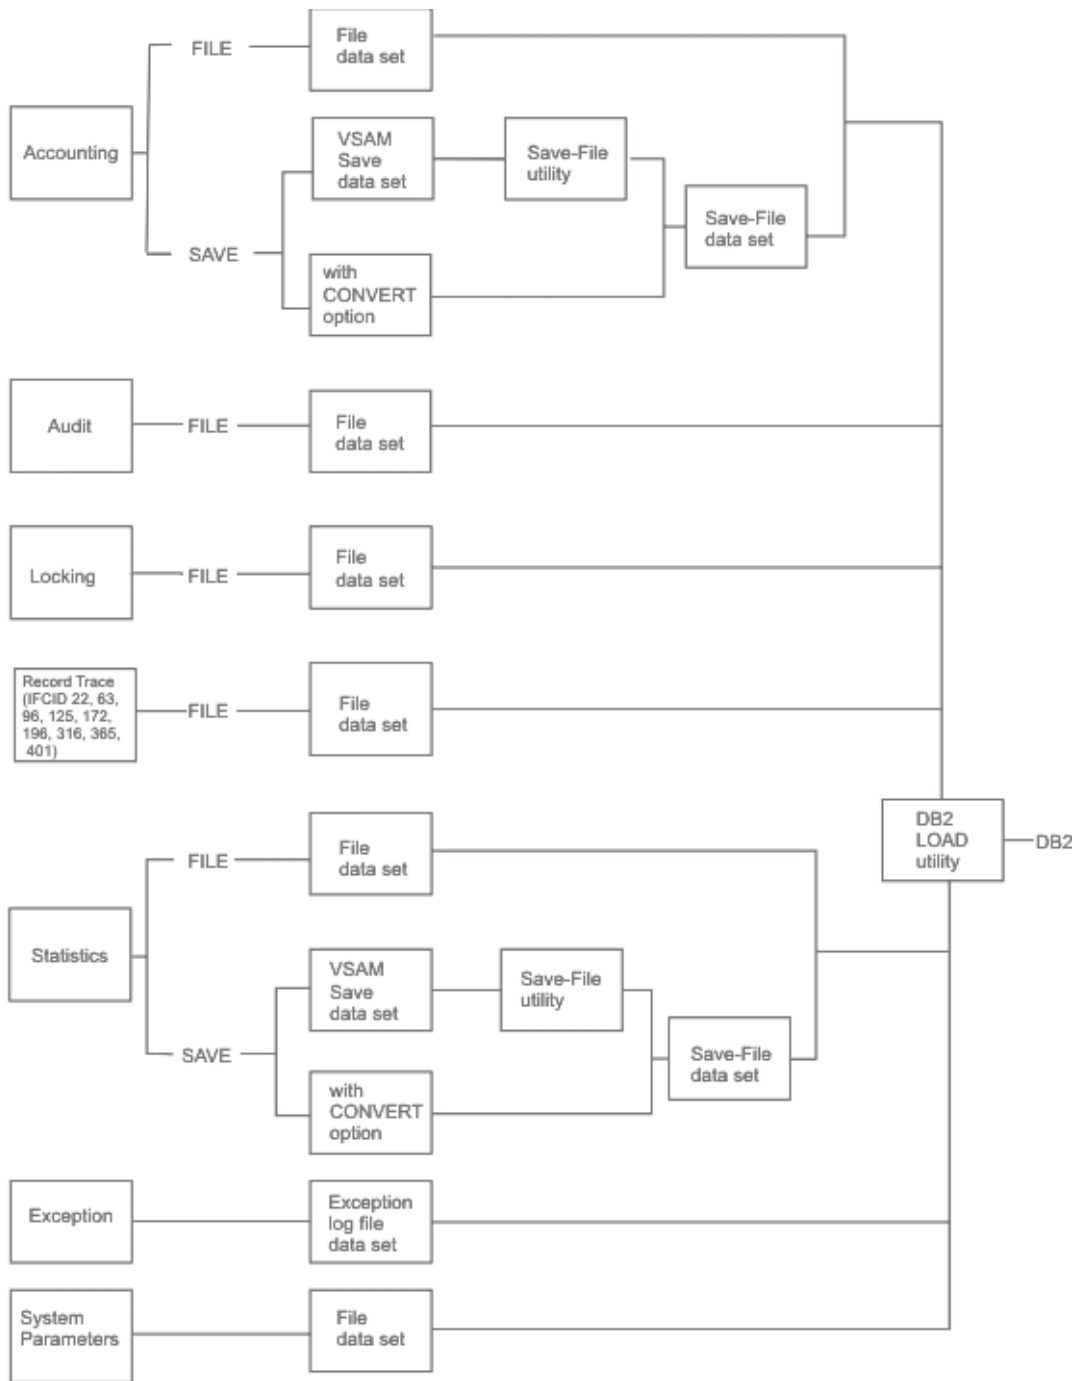 File
data set
FILE
Accounting
VSAM
Save
data set
Save-File
utility
Save-File
data set
SAVE
with
CONVERT
option
Audit
FILE
File
data set
Locking
FILE
File
data set
Record Trace
(IFCID 22, 63,
96, 125, 172,
196, 316, 365,
401)
FILE
File
data set
DB2
LOAD
utility
DB2
FILE
File
data set
Statistics
VSAM
Save
data set
Save-File
utility
Save-File
data set
SAVE
with
CONVERT
option
Exception
Exception
log file
data set
System
Parameters
File
data set